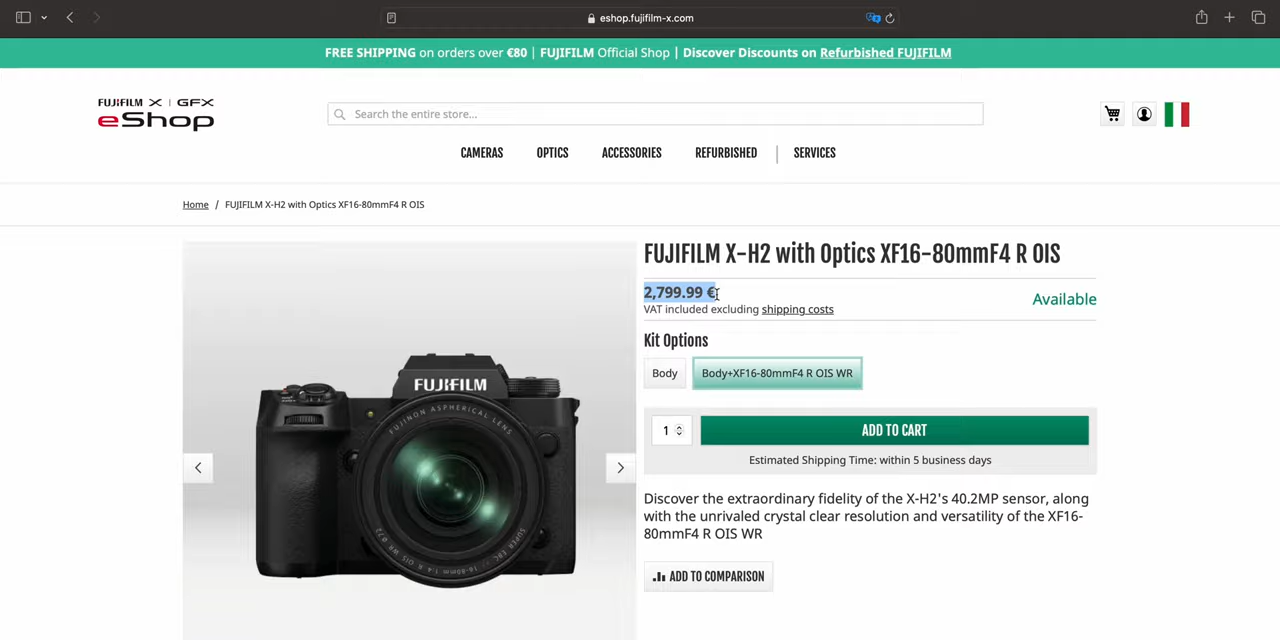 eshop.fujifilm-x.com
FREE SHIPPING on orders over €80 | FUJIFILM Official Shop | Discover Discounts on Refurbished FUJIFILM
FUJIFILM X | GFX
eShop
Search the entire store...
CAMERAS OPTICS ACCESSORIES REFURBISHED | SERVICES
Home / FUJIFILM X-H2 with Optics XF16-80mmF4 R OIS
FUJIFILM X-H2 with Optics XF16-80mmF4 R OIS
2,799.99 €
VAT included excluding shipping costs
Available
Kit Options
Body Body+XF16-80mmF4 R OIS WR
1 ADD TO CART
Estimated Shipping Time: within 5 business days
Discover the extraordinary fidelity of the X-H2's 40.2MP sensor, along
with the unrivaled crystal clear resolution and versatility of the XF16-
80mmF4 R OIS WR
ADD TO COMPARISON
FUJIFILM
FUJINON ASPHERICAL LENS